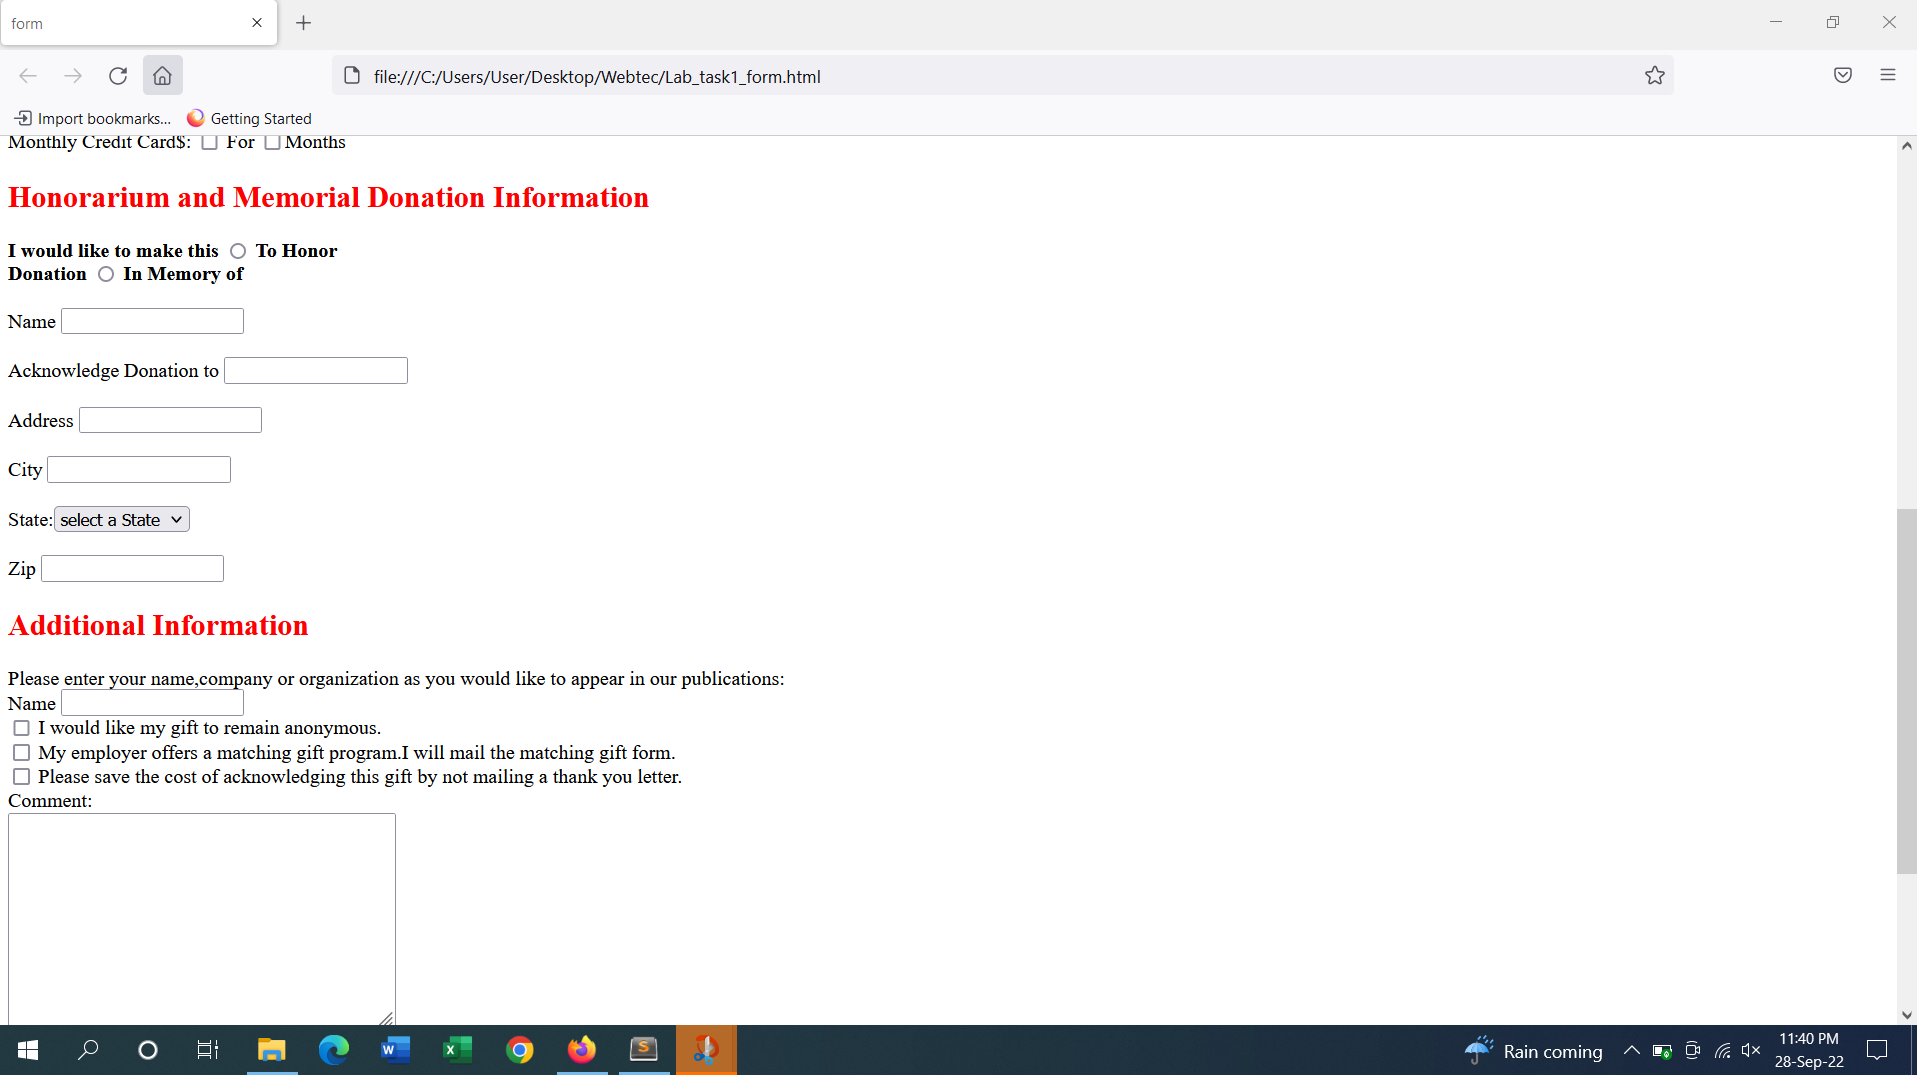 form
file:///C:/Users/User/Desktop/Webtec/Lab_task1_form.html
Import bookmarks... Getting Started
Monthly Credit Card$: For Months
Honorarium and Memorial Donation Information
I would like to make this To Honor
Donation In Memory of
Name
Acknowledge Donation to
Address
City
State: select a State
Zip
Additional Information
Please enter your name,company or organization as you would like to appear in our publications:
Name
I would like my gift to remain anonymous.
My employer offers a matching gift program.I will mail the matching gift form.
Please save the cost of acknowledging this gift by not mailing a thank you letter.
Comment:
Rain coming
11:40 PM
28-Sep-22